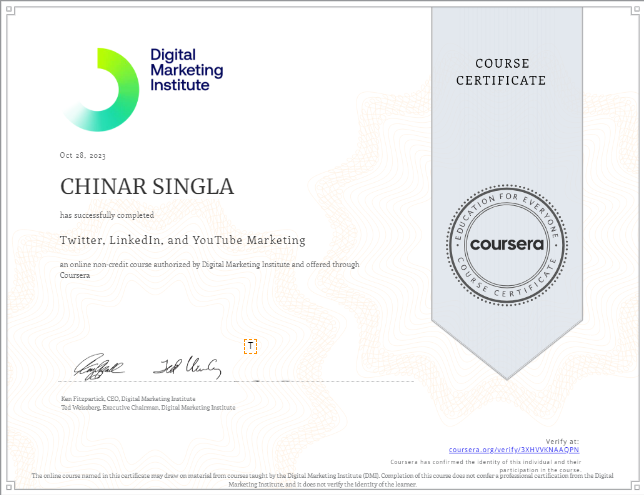 Digital
Marketing
Institute
COURSE
CERTIFICATE
Oct 28, 2023
CHINAR SINGLA
has successfully completed
Twitter, LinkedIn, and YouTube Marketing
an online non-credit course authorized by Digital Marketing Institute and offered through
Coursera
EDUCATION FOR EVERYONE
coursera
COURSE CERTIFICATE
T
Ken Fitzpartick, CEO, Digital Marketing Institute
Ted Weinberg, Executive Chairman, Digital Marketing Institute
Verify at:
coursera.org/verify/3XHVVKNAAQPN
Coursera has confirmed the identity of this individual and their
participation in the course.
The online course named in this certificate may draw on material from courses taught by the Digital Marketing Institute (DMI). Completion of this course does not confer a professional certification from the Digital
Marketing Institute, and it does not verify the identity of the learner.